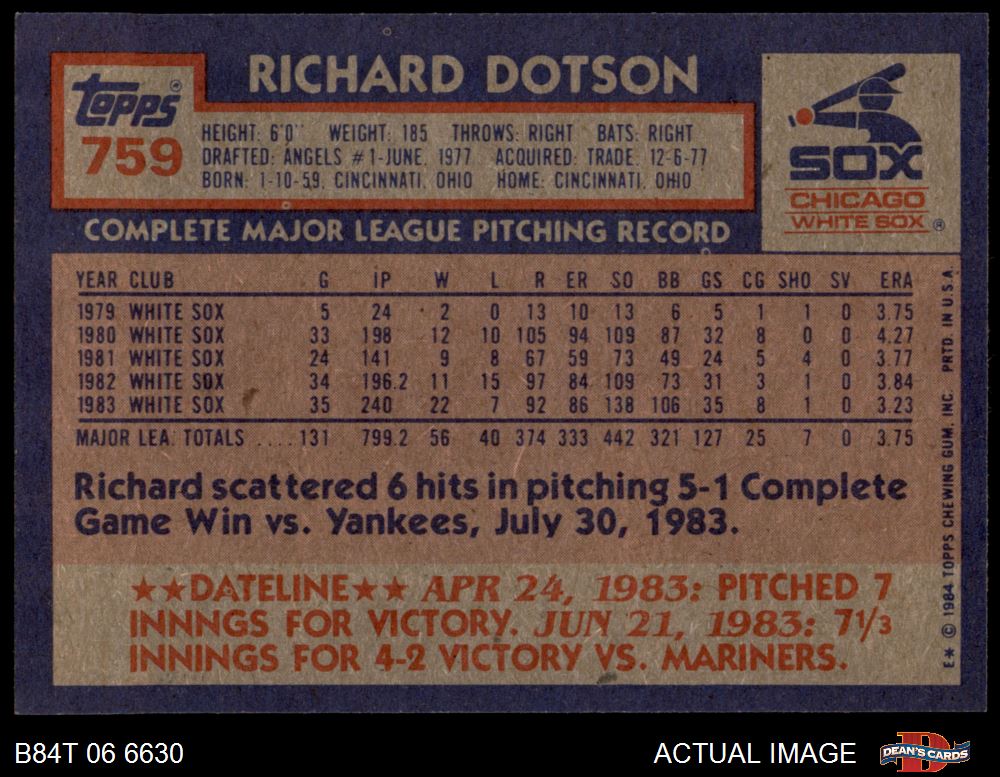 RICHARD DOTSON
Topps®
759
HEIGHT: 6'0" WEIGHT: 185 THROWS: RIGHT BATS: RIGHT
DRAFTED: ANGELS #1-JUNE, 1977 ACQUIRED: TRADE: 12-6-77
BORN: 1-10-59, CINCINNATI, OHIO HOME: CINCINNATI, OHIO
SOX
CHICAGO
WHITE SOX®
COMPLETE MAJOR LEAGUE PITCHING RECORD
YEAR CLUB G IP W L R ER SO BB GS CG SHO SV ERA
1979 WHITE SOX 5 24 2 0 13 10 13 6 5 1 1 0 3.75
1980 WHITE SOX 33 198 12 10 105 94 109 87 32 8 0 0 4.27
1981 WHITE SOX 24 141 9 8 67 59 73 49 24 5 4 0 3.77
1982 WHITE SOX 34 196.2 11 15 97 84 109 73 31 3 1 0 3.84
1983 WHITE SOX 35 240 22 7 92 86 138 106 35 8 1 0 3.23
MAJOR LEA. TOTALS .... 131 799.2 56 40 374 333 442 321 127 25 7 0 3.75
Richard scattered 6 hits in pitching 5-1 Complete
Game Win vs. Yankees, July 30, 1983.
★★DATELINE★★ APR 24, 1983: PITCHED 7
INNNGS FOR VICTORY. JUN 21, 1983: 7⅓
INNINGS FOR 4-2 VICTORY VS. MARINERS.
E* © 1984 TOPPS CHEWING GUM, INC. PRTD. IN U.S.A.
B84T 06 6630
ACTUAL IMAGE
DEAN'S CARDS